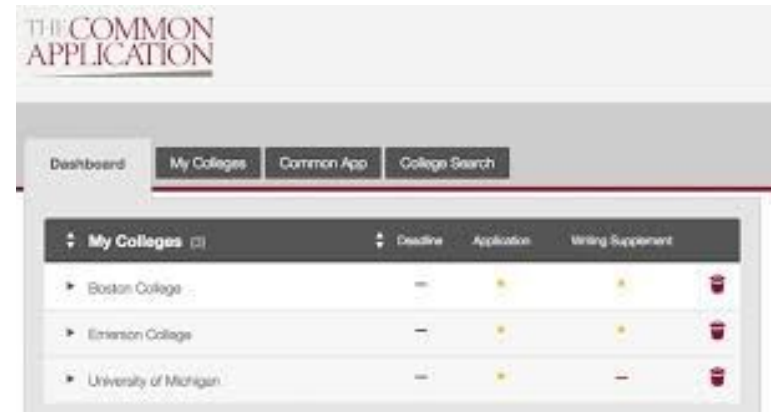 THE COMMON
APPLICATION
Dashboard My Colleges Common App College Search
My Colleges (3) Deadline Application Writing Supplement
Boston College
Emerson College
University of Michigan